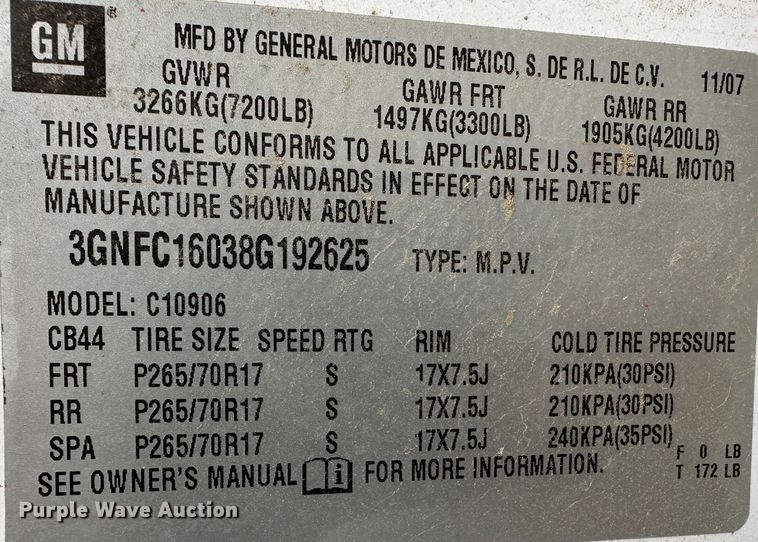 GM®
MFD BY GENERAL MOTORS DE MEXICO, S. DE R.L. DE C.V. 11/07
GVWR GAWR FRT GAWR RR
3266KG(7200LB) 1497KG(3300LB) 1905KG(4200LB)
THIS VEHICLE CONFORMS TO ALL APPLICABLE U.S. FEDERAL MOTOR
VEHICLE SAFETY STANDARDS IN EFFECT ON THE DATE OF
MANUFACTURE SHOWN ABOVE.
3GNFC16038G192625 TYPE: M.P.V.
MODEL: C10906
CB44 TIRE SIZE SPEED RTG RIM COLD TIRE PRESSURE
FRT P265/70R17 S 17X7.5J 210KPA(30PSI)
RR P265/70R17 S 17X7.5J 210KPA(30PSI)
SPA P265/70R17 S 17X7.5J 240KPA(35PSI)
F 0 LB
T 172 LB
SEE OWNER'S MANUAL i FOR MORE INFORMATION.
Purple Wave Auction